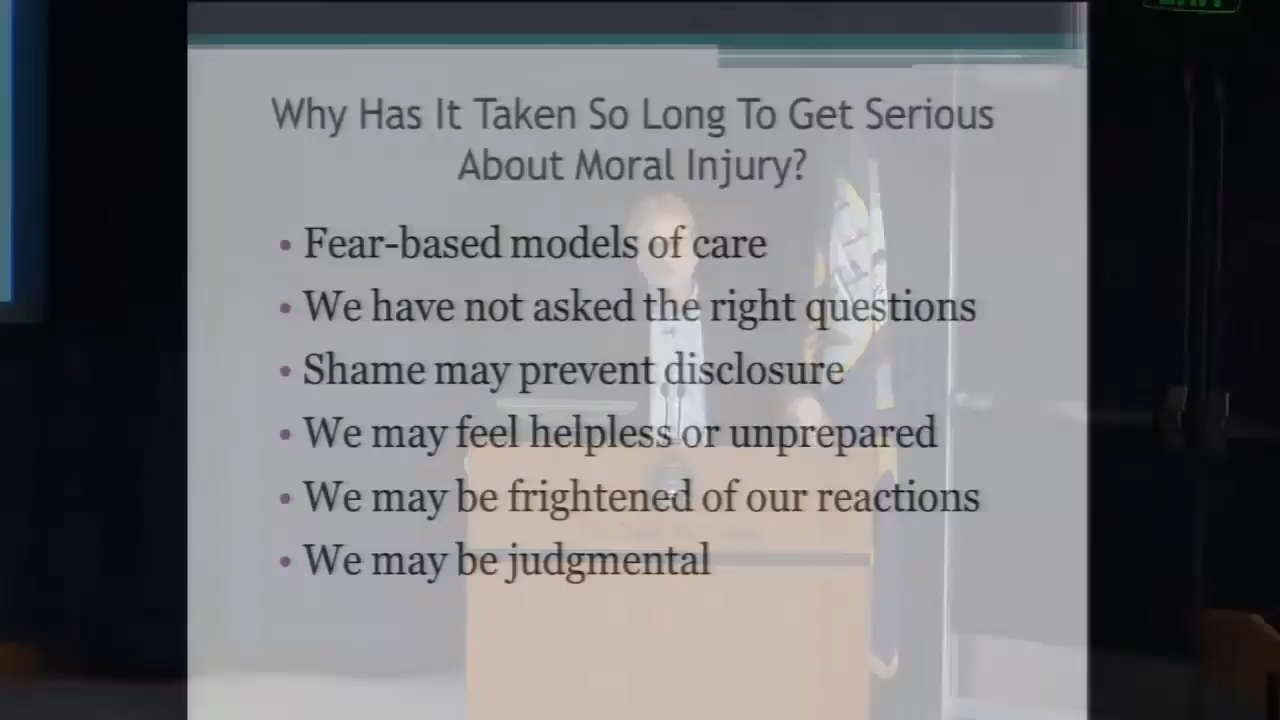 Why Has It Taken So Long To Get Serious
About Moral Injury?
• Fear-based models of care
• We have not asked the right questions
• Shame may prevent disclosure
• We may feel helpless or unprepared
• We may be frightened of our reactions
• We may be judgmental